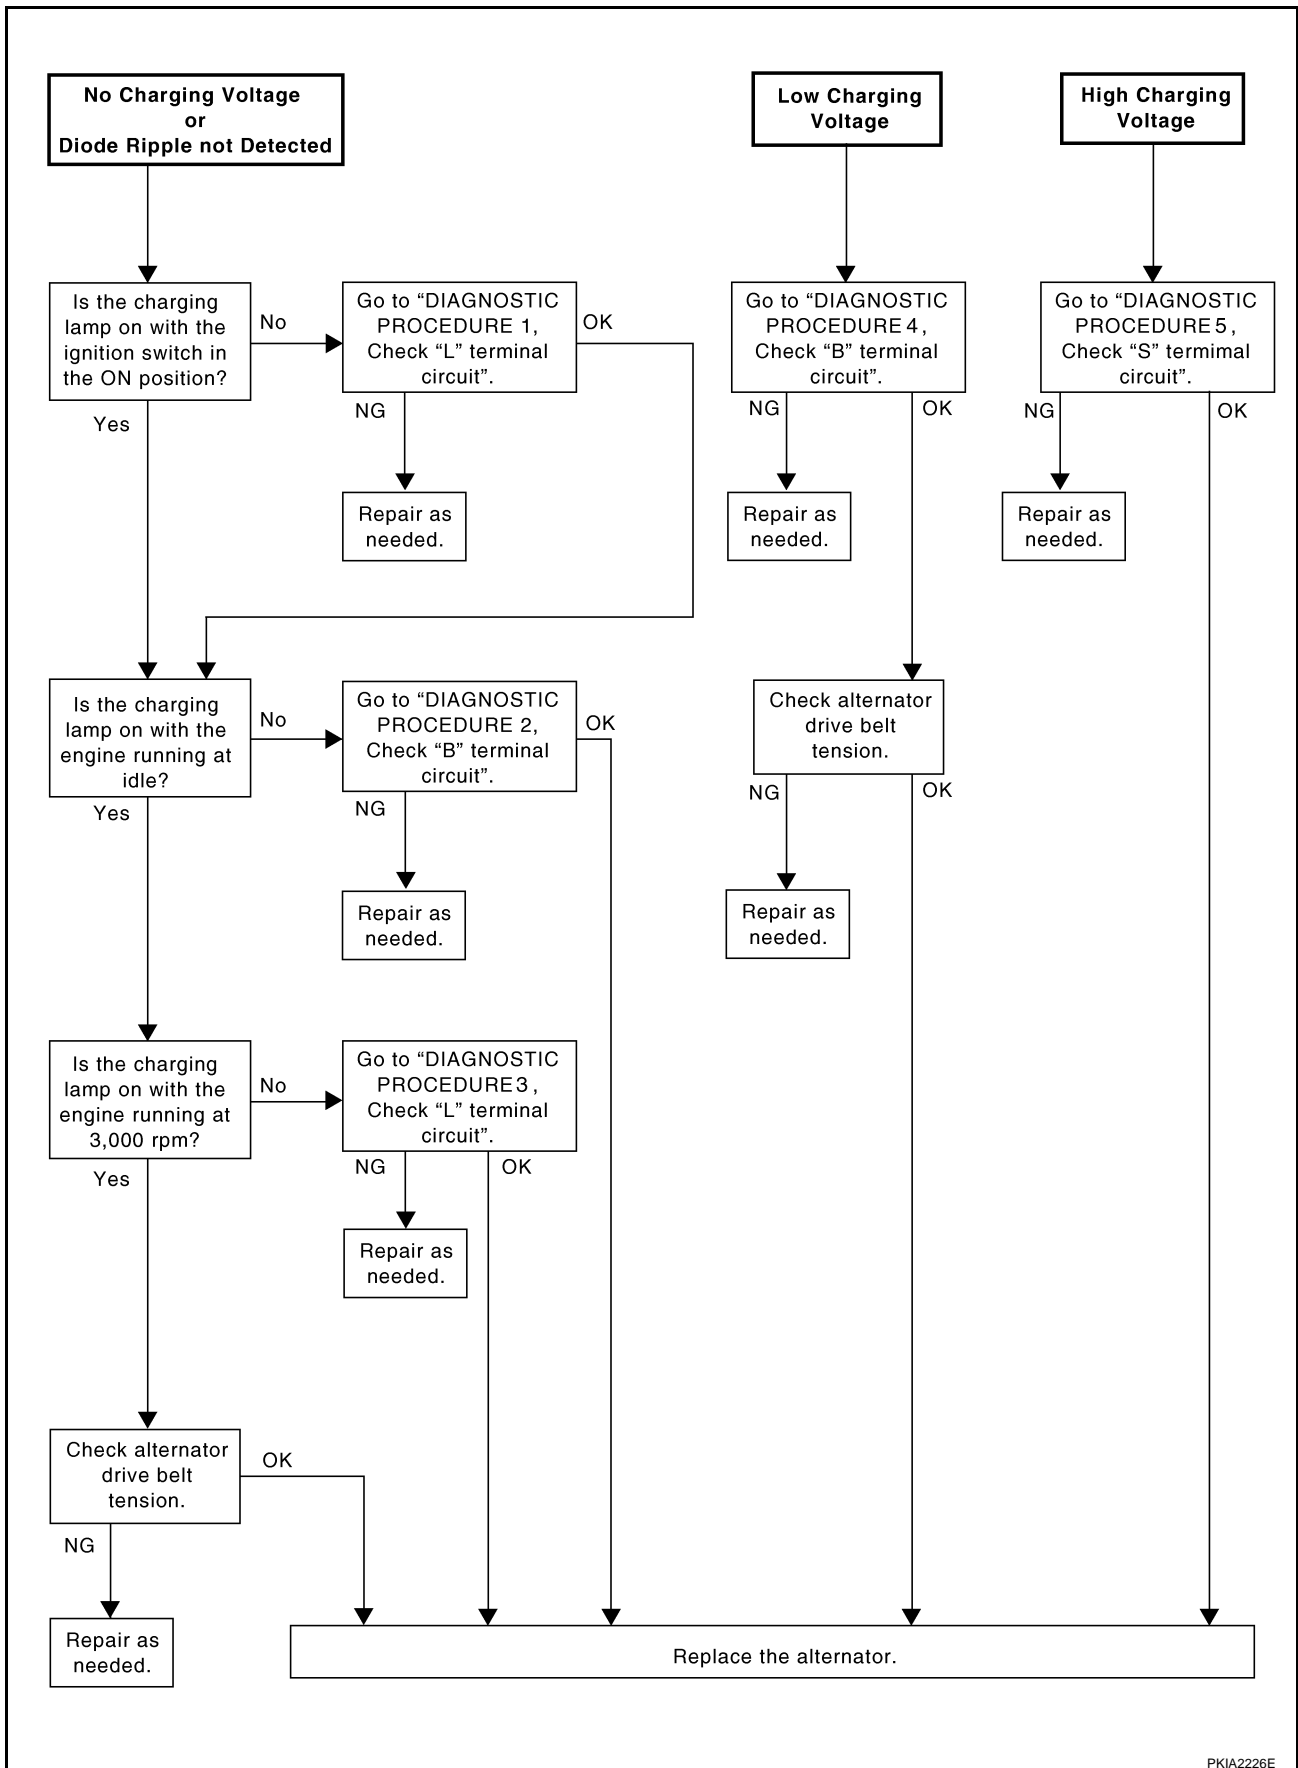 No Charging Voltage
or
Diode Ripple not Detected
Low Charging
Voltage
High Charging
Voltage
Is the charging
lamp on with the
ignition switch in
the ON position?
No
Yes
Go to “DIAGNOSTIC
PROCEDURE 1,
Check “L” terminal
circuit”.
OK
NG
Repair as
needed.
Go to “DIAGNOSTIC
PROCEDURE 4,
Check “B” terminal
circuit”.
NG
OK
Repair as
needed.
Go to “DIAGNOSTIC
PROCEDURE 5,
Check “S” termimal
circuit”.
NG
OK
Repair as
needed.
Is the charging
lamp on with the
engine running at
idle?
No
Yes
Go to “DIAGNOSTIC
PROCEDURE 2,
Check “B” terminal
circuit”.
OK
NG
Repair as
needed.
Check alternator
drive belt
tension.
NG
OK
Repair as
needed.
Is the charging
lamp on with the
engine running at
3,000 rpm?
No
Yes
Go to “DIAGNOSTIC
PROCEDURE 3,
Check “L” terminal
circuit”.
NG
OK
Repair as
needed.
Check alternator
drive belt
tension.
OK
NG
Repair as
needed.
Replace the alternator.
PKIA2226E